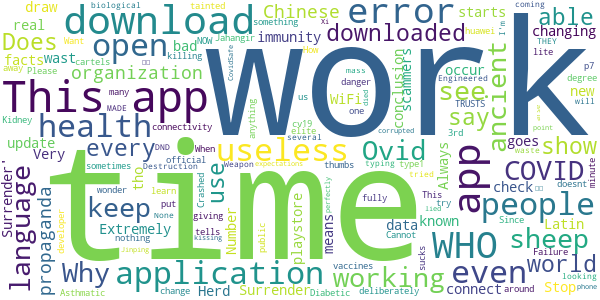 biological
draw
real
download
open
error
Chinese
Does
facts
wast
bad
tainted
starts
able
immunity
changing
downloaded
This
app
work
scammer's
something
Xi
huawei
coming
I'm
Want
away
Please
cartels
Jahangir
NOW
CovidSafe
killing
How
many
MADE
THEY
Engineered
danger
lite
mass
us
degree
p7
died
organization
health
every
useless
WiFi
conclusion
see
say
occur
one
new
will
ancient
connectivity
anything
cy19
elite
TRUSTS
3rd
Kidney
update
Very
language
propaganda
sometimes
DND
official
When
Crashed
Weapon
Destruction
several
expectations
corrupted
typing
type1
Always
Ovid
show
goes
doesnt
waste
point
phone
COVID
app
people
time
use
tho
wonder
thumbs
tried
keep
Extremely
check
known
Latin
WHO
sheep
even
world
Since
Failure
looking
minute
Surrender'
learn
None
developer
Why
application
Asthmatic
nothing
change
Number
means
data
tells
giving
public
kissing
put
Herd
Surrender
Diabetic
vaccines
perfectly
lied
fully
deliberately
working
Cannot
sucks
connect
This
try
around
Stop